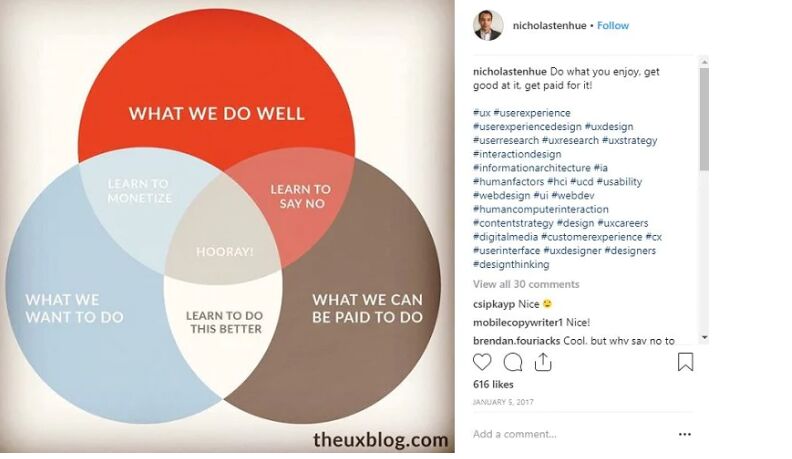 WHAT WE DO WELL
LEARN TO
MONETIZE
LEARN TO
SAY NO
HOORAY!
WHAT WE
WANT TO DO
LEARN TO DO
THIS BETTER
WHAT WE CAN
BE PAID TO DO
theuxblog.com
nicholastenhue • Follow
nicholastenhue Do what you enjoy, get
good at it, get paid for it!
#ux #userexperience
#userexperiencedesign #uxdesign
#userresearch #uxresearch #uxstrategy
#interactiondesign
#informationarchitecture #ia
#humanfactors #hci #ucd #usability
#webdesign #ui #webdev
#humancomputerinteraction
#contentstrategy #design #uxcareers
#digitalmedia #customerexperience #cx
#userinterface #uxdesigner #designers
#designthinking
View all 30 comments
csipkayp Nice 😀
mobilecopywriter1 Nice!
brendan.fourjacks Cool, but why say no to
616 likes
JANUARY 5, 2017
Add a comment...